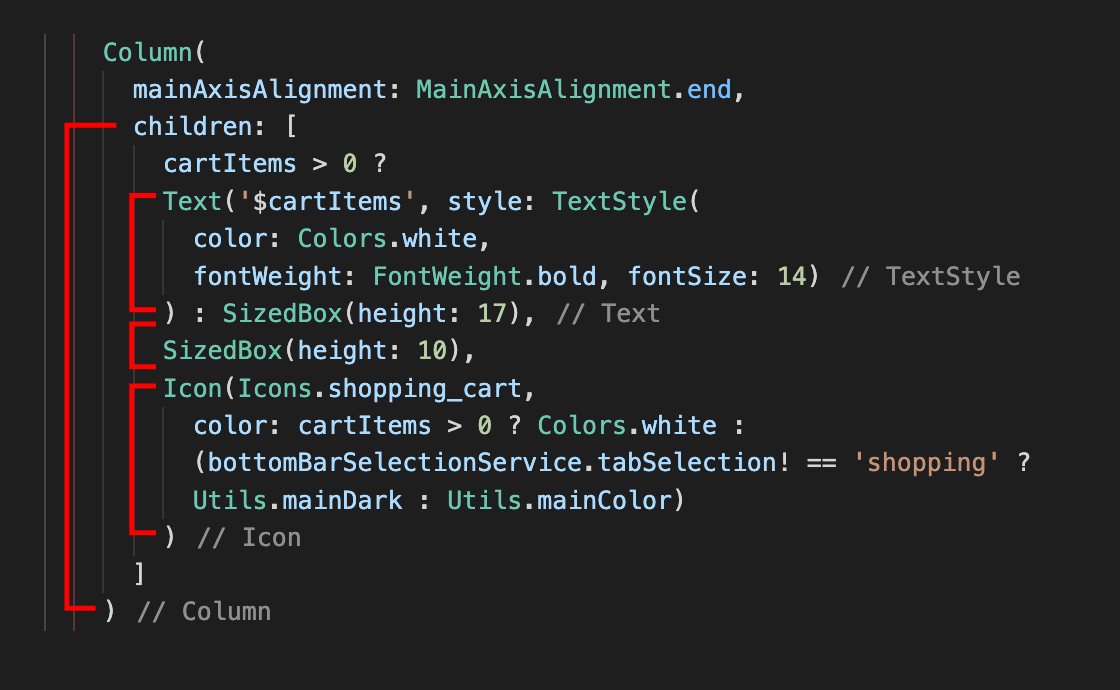 Column(
mainAxisAlignment: MainAxisAlignment.end,
children: [
cartItems > 0 ?
Text('$cartItems', style: TextStyle(
color: Colors.white,
fontWeight: FontWeight.bold, fontSize: 14) // TextStyle
) : SizedBox(height: 17), // Text
SizedBox(height: 10),
Icon(Icons.shopping_cart,
color: cartItems > 0 ? Colors.white :
(bottomBarSelectionService.tabSelection! == 'shopping' ?
Utils.mainDark : Utils.mainColor)
) // Icon
]
) // Column